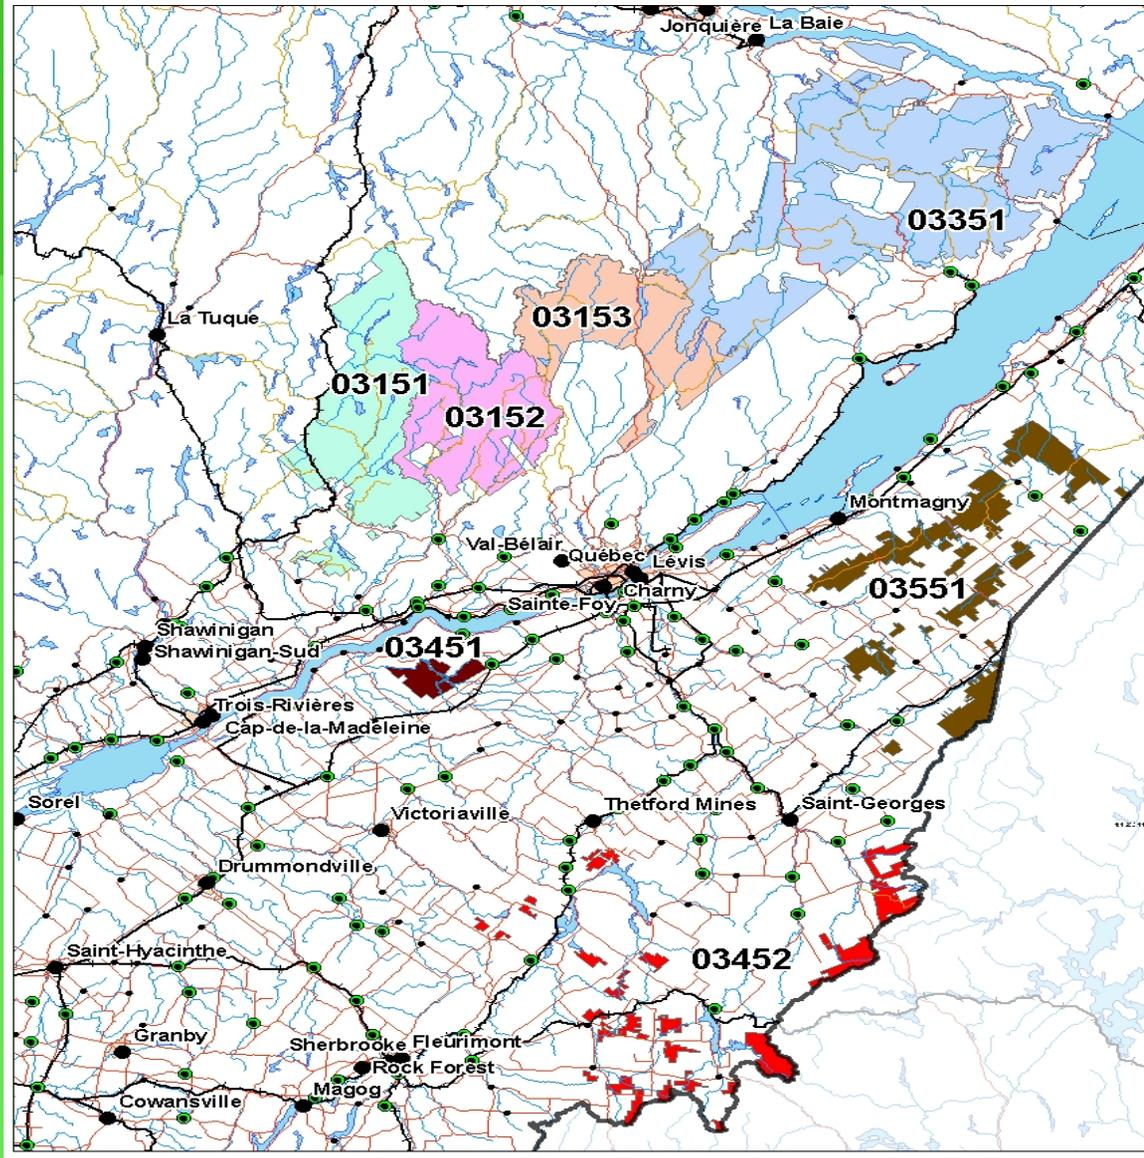 Jonquière
La Baie
03351
La Tuque
03153
03151
03152
Montmagny
Val-Bélair
Québec
Lévis
Charny
Sainte-Foy
03551
Shawinigan
03451
Shawinigan-Sud
Trois-Rivières
Cap-de-la-Madeleine
Sorel
Thetford Mines
Saint-Georges
Victoriaville
Drummondville
Saint-Hyacinthe
03452
Granby
Sherbrooke
Fleurimont
Rock Forest
Magog
Cowansville